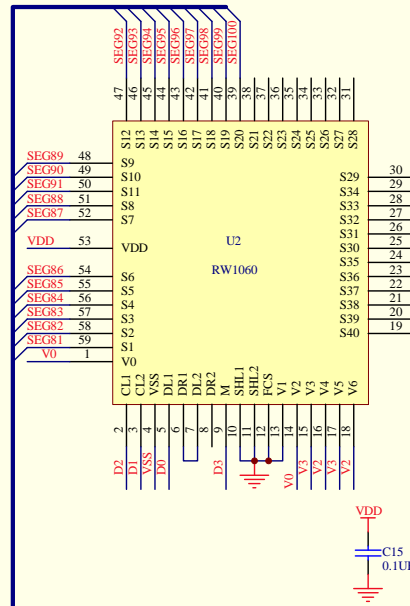 SEG92 SEG93 SEG94 SEG95 SEG96 SEG97 SEG98 SEG99 SEG100
47 46 45 44 43 42 41 40 39 38 37 36 35 34 33 32 31
S12 S13 S14 S15 S16 S17 S18 S19 S20 S21 S22 S23 S24 S25 S26 S27 S28
SEG89 48 S9 S29 30
SEG90 49 S10 S34 29
SEG91 50 S11 S33 28
SEG88 51 S8 S32 27
SEG87 52 S7 S31 26
VDD 53 VDD S30 25
S35 24
SEG86 54 S6 S36 23
SEG85 55 S5 S37 22
SEG84 56 S4 S38 21
SEG83 57 S3 S39 20
SEG82 58 S2 S40 19
SEG81 59 S1
V0 1 V0
U2
RW1060
CL1 CL2 VSS DL1 DR1 DL2 DR2 M SHL1 SHL2 FCS V1 V2 V3 V4 V5 V6
2 3 4 5 6 7 8 9 10 11 12 13 14 15 16 17 18
D2 D1 VSS D0 D3 V0 V3 V2 V3 V2
VDD
C15